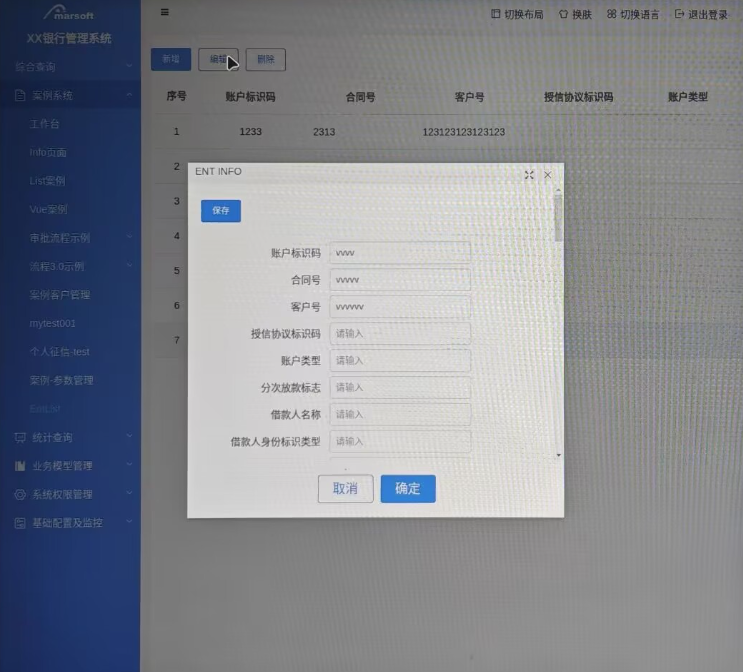 marsoft
切换布局
换肤
切换语言
退出登录
XX银行管理系统
综合查询
案例系统
工作台
Info页面
List案例
Vue案例
审批流程示例
流程3.0示例
案例客户管理
mytest001
个人征信-test
案例-参数管理
统计查询
业务模型管理
系统权限管理
基础配置及监控
新增 编辑 删除
序号 账户标识码 合同号 客户号 授信协议标识码 账户类型
1 1233 2313 123123123123123
2
3
4
5
6
7
ENT INFO
保存
账户标识码 vvvv
合同号 vvvvv
客户号 vvvvvv
授信协议标识码 请输入
账户类型 请输入
分次放款标志 请输入
借款人名称 请输入
借款人身份标识类型 请输入
取消 确定